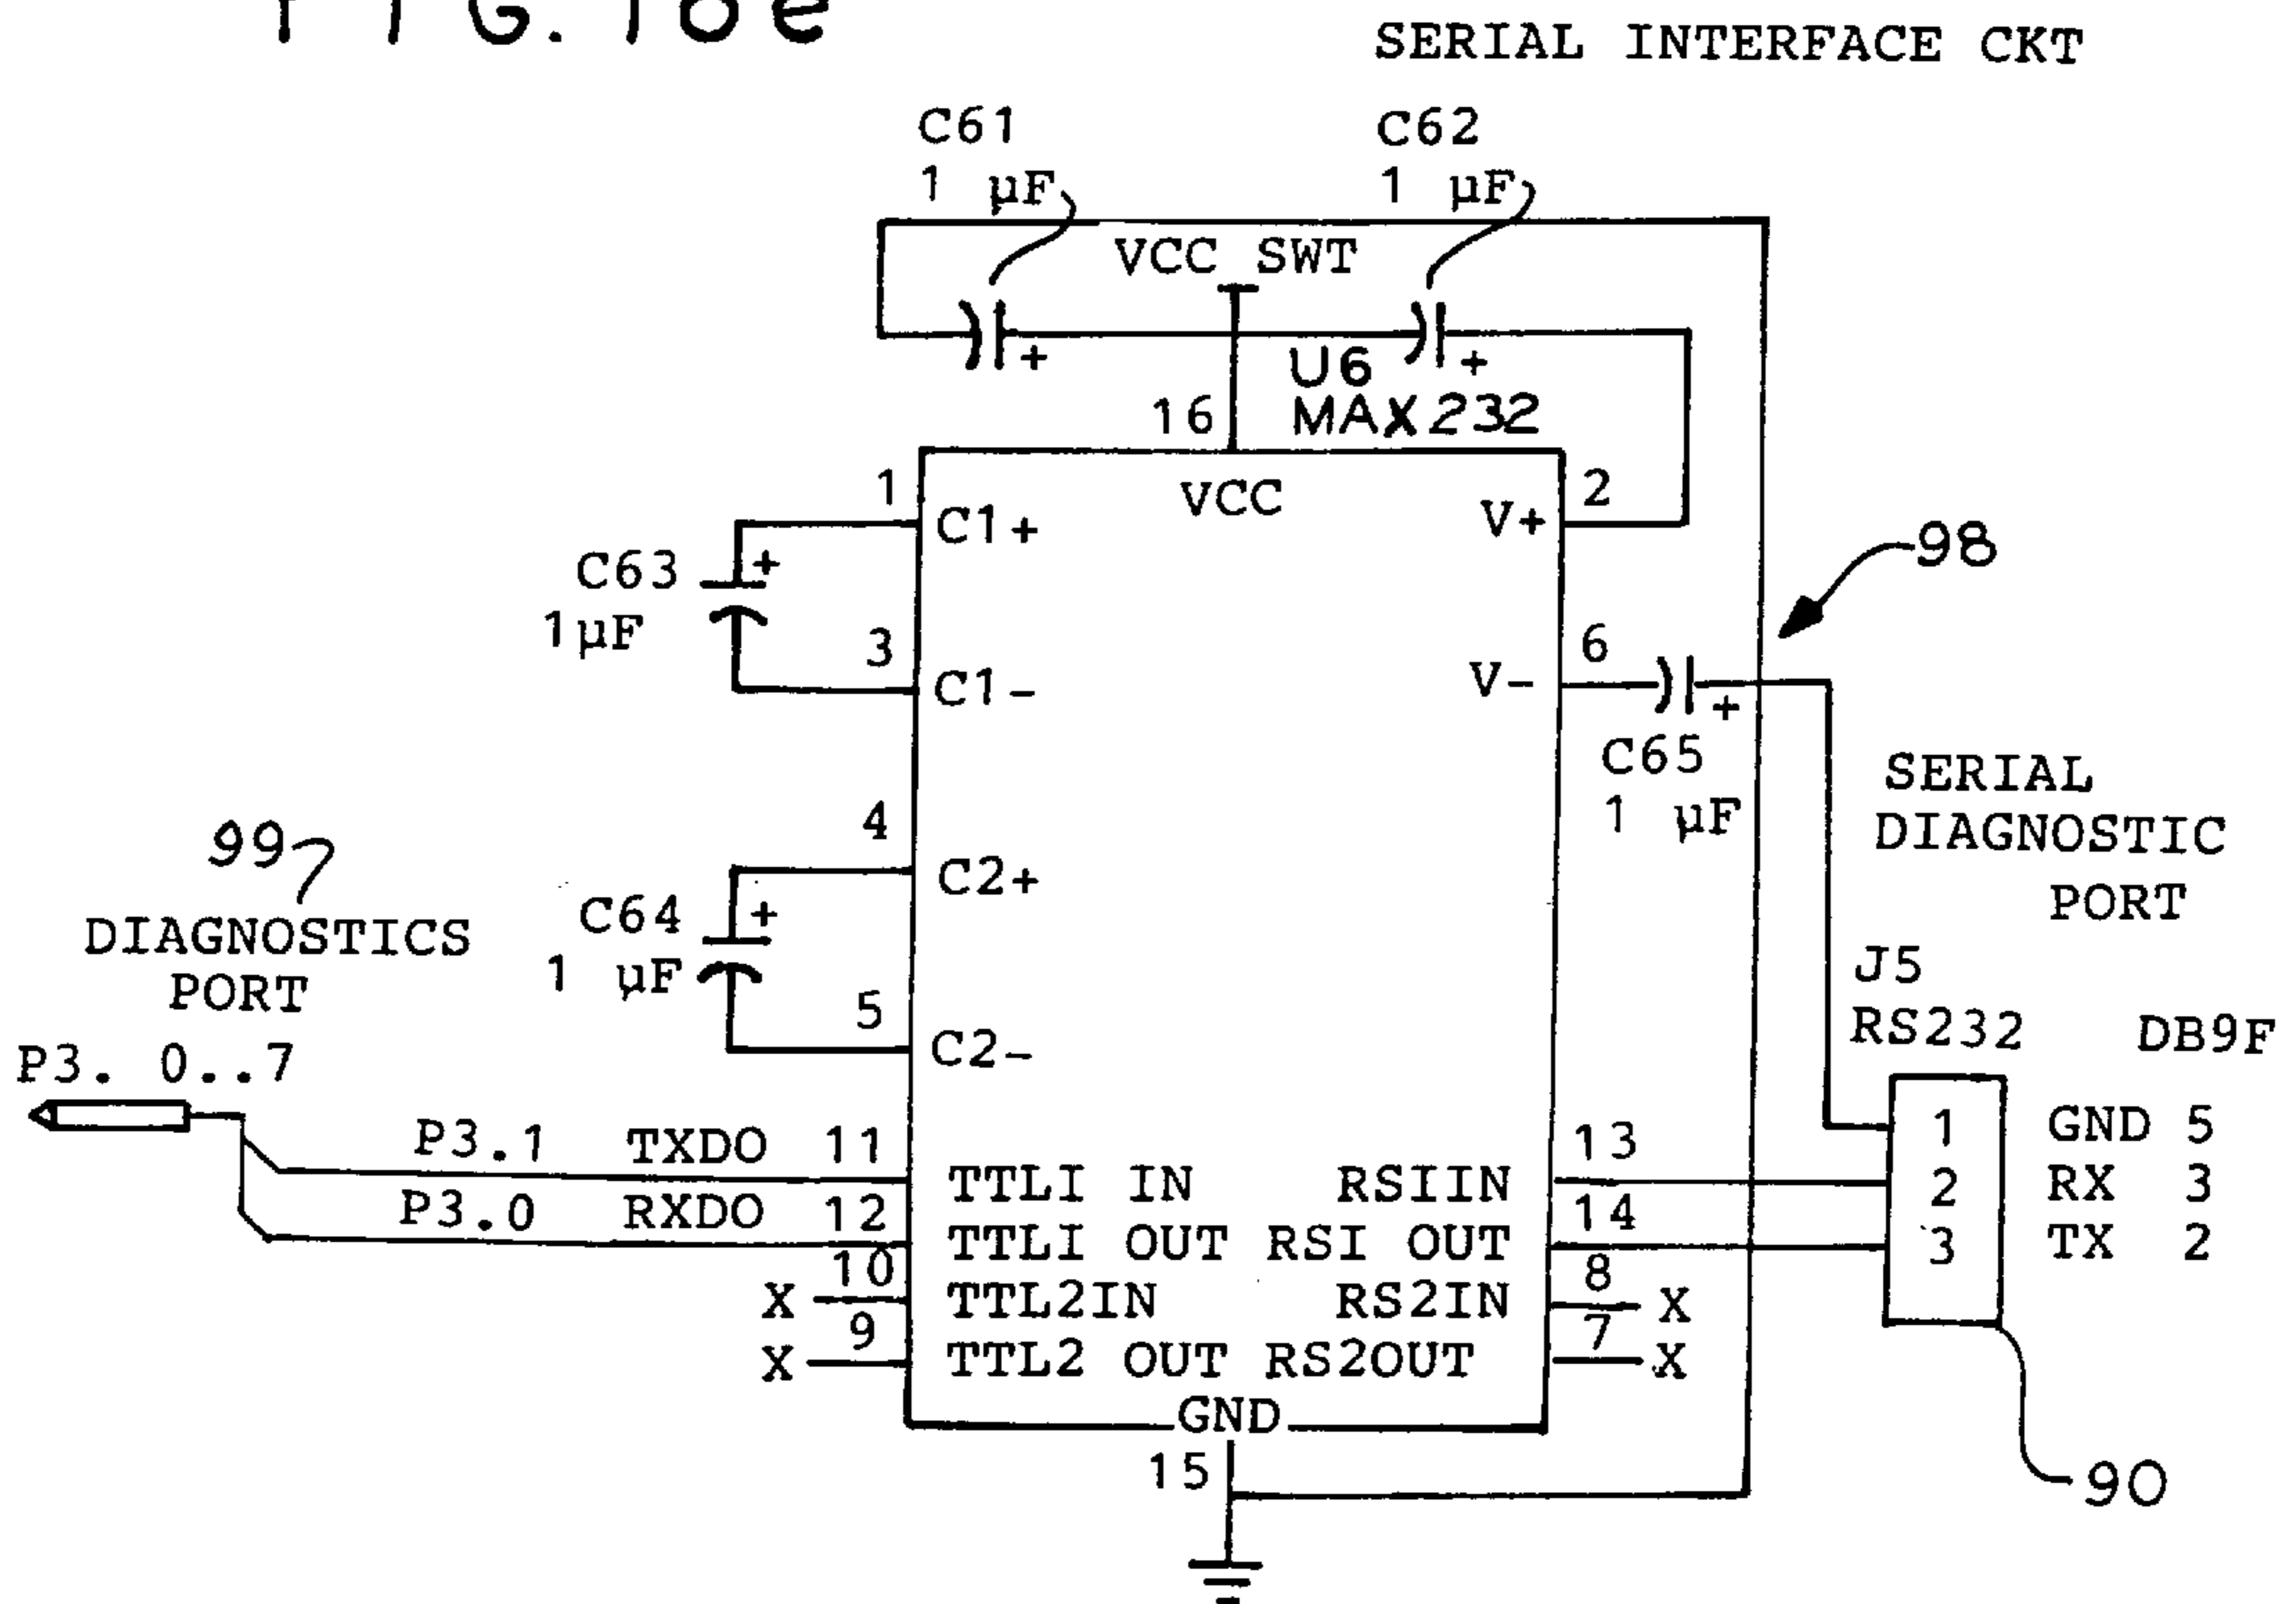 FIG. 18e
SERIAL INTERFACE CKT
C61
1 µF
C62
1 µF
VCC SWT
+
+
U6
MAX232
16
VCC
1
C1+
2
V+
C63
1µF
+
3
C1-
98
6
V-
+
C65
1 µF
4
C2+
C64
1 µF
+
5
C2-
99
DIAGNOSTICS
PORT
P3. 0..7
SERIAL
DIAGNOSTIC
PORT
J5
RS232 DB9F
P3.1 TXDO 11
TTLI IN RSIIN
13
1 GND 5
P3.0 RXDO 12
TTLI OUT RSI OUT
14
2 RX 3
3 TX 2
X 10
TTL2IN RS2IN
8 X
X 9
TTL2 OUT RS2OUT
7 X
GND
15
90